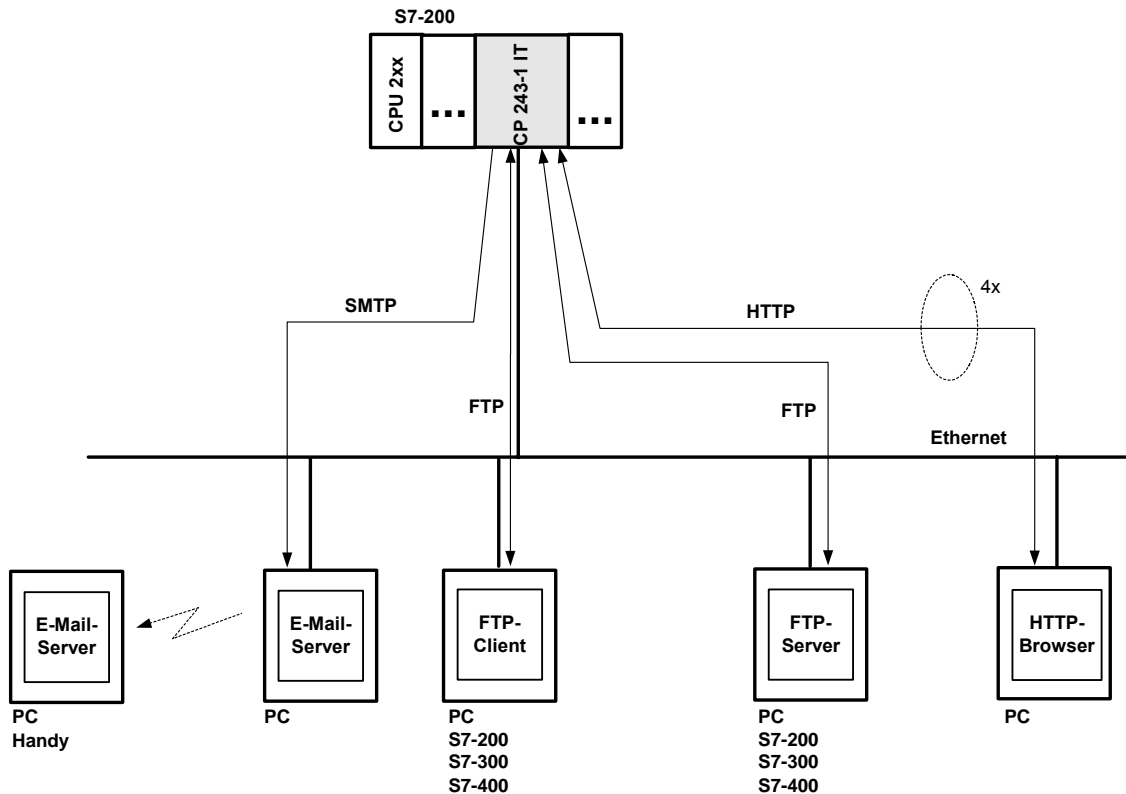 S7-200
CPU 2xx
...
CP 243-1 IT
...
4x
SMTP
HTTP
FTP
FTP
Ethernet
E-Mail-
Server
E-Mail-
Server
FTP-
Client
FTP-
Server
HTTP-
Browser
PC
Handy
PC
PC
S7-200
S7-300
S7-400
PC
S7-200
S7-300
S7-400
PC